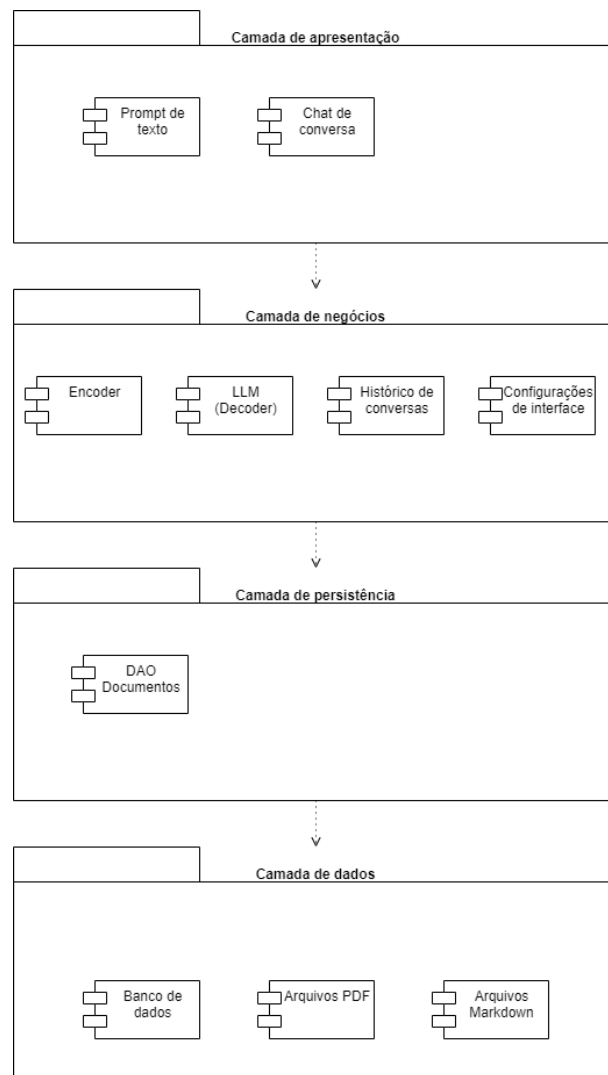 Camada de apresentação
Prompt de
texto
Chat de
conversa
Camada de negócios
Encoder
LLM
(Decoder)
Histórico de
conversas
Configurações
de interface
Camada de persistência
DAO
Documentos
Camada de dados
Banco de
dados
Arquivos PDF
Arquivos
Markdown